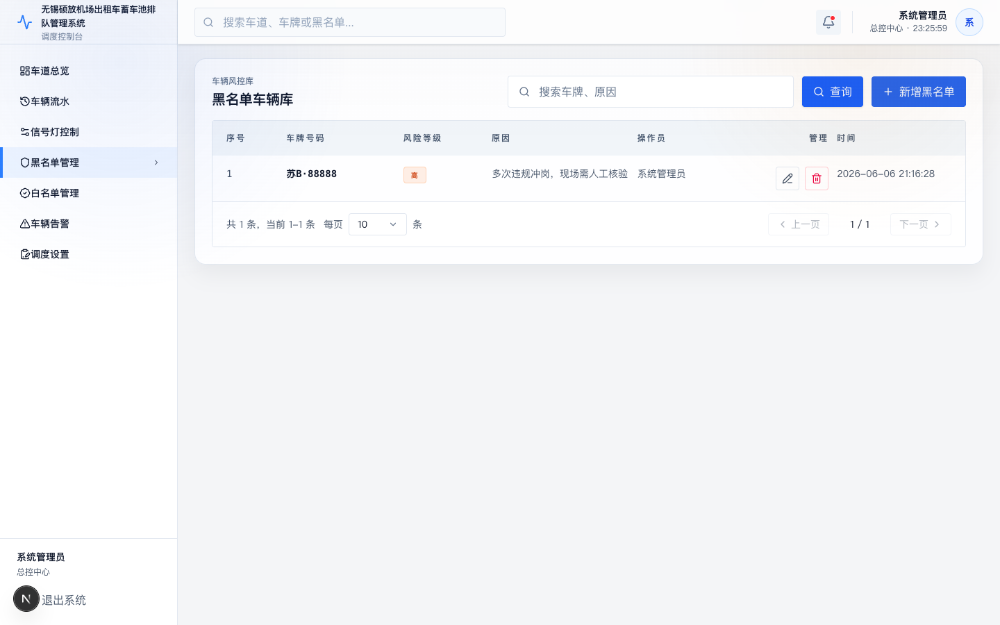 无锡硕放机场出租车蓄车池排
队管理系统
调度控制台
搜索车道、车牌或黑名单...
系统管理员
总控中心 · 23:25:59
系
车道总览
车辆流水
信号灯控制
黑名单管理
白名单管理
车辆告警
调度设置
车辆风控库
黑名单车辆库
搜索车牌、原因
查询
新增黑名单
序号 车牌号码 风险等级 原因 操作员 管理 时间
1 苏B·88888 高 多次违规冲岗，现场需人工核验 系统管理员 2026-06-06 21:16:28
共 1 条，当前 1-1 条 每页 10 条
上一页 1 / 1 下一页
系统管理员
总控中心
N 退出系统